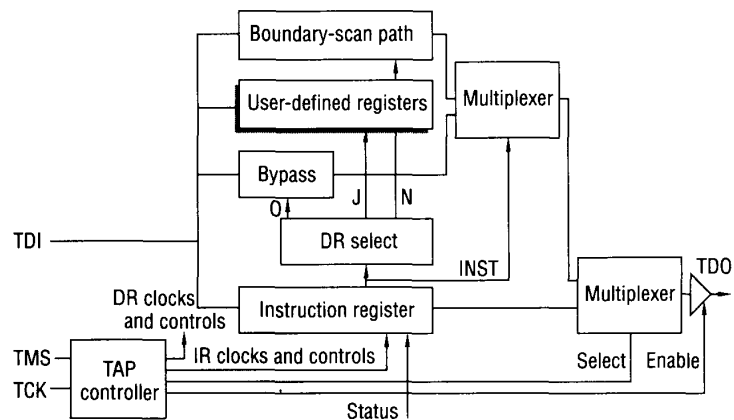 Boundary-scan path
User-defined registers
Multiplexer
Bypass
O
J
N
TDI
DR select
INST
TDO
DR clocks
and controls
Instruction register
Multiplexer
TMS
TCK
TAP
controller
IR clocks and controls
Select
Enable
Status